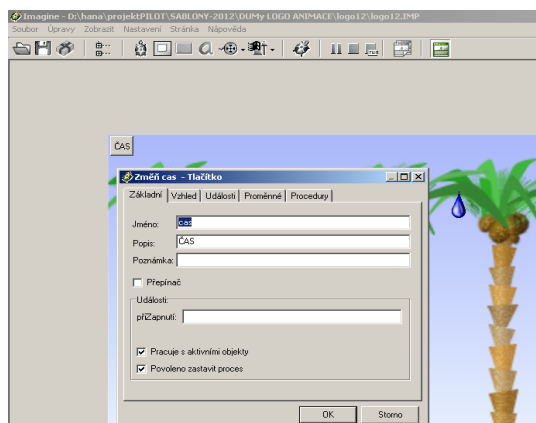 Imagine - D:\hana\projektPILOT\SABLONY-2012\DUMy LOGO ANIMACE\logo12\logo12.IMP
Soubor Úpravy Zobrazit Nastavení Stránka Nápověda
ČAS
Změň cas - Tlačítko
Základní Vzhled Události Proměnné Procedury
Jméno: cas
Popis: ČAS
Poznámka:
Přepínač
Události:
přiZapnutí:
Pracuje s aktivními objekty
Povoleno zastavit proces
OK Storno